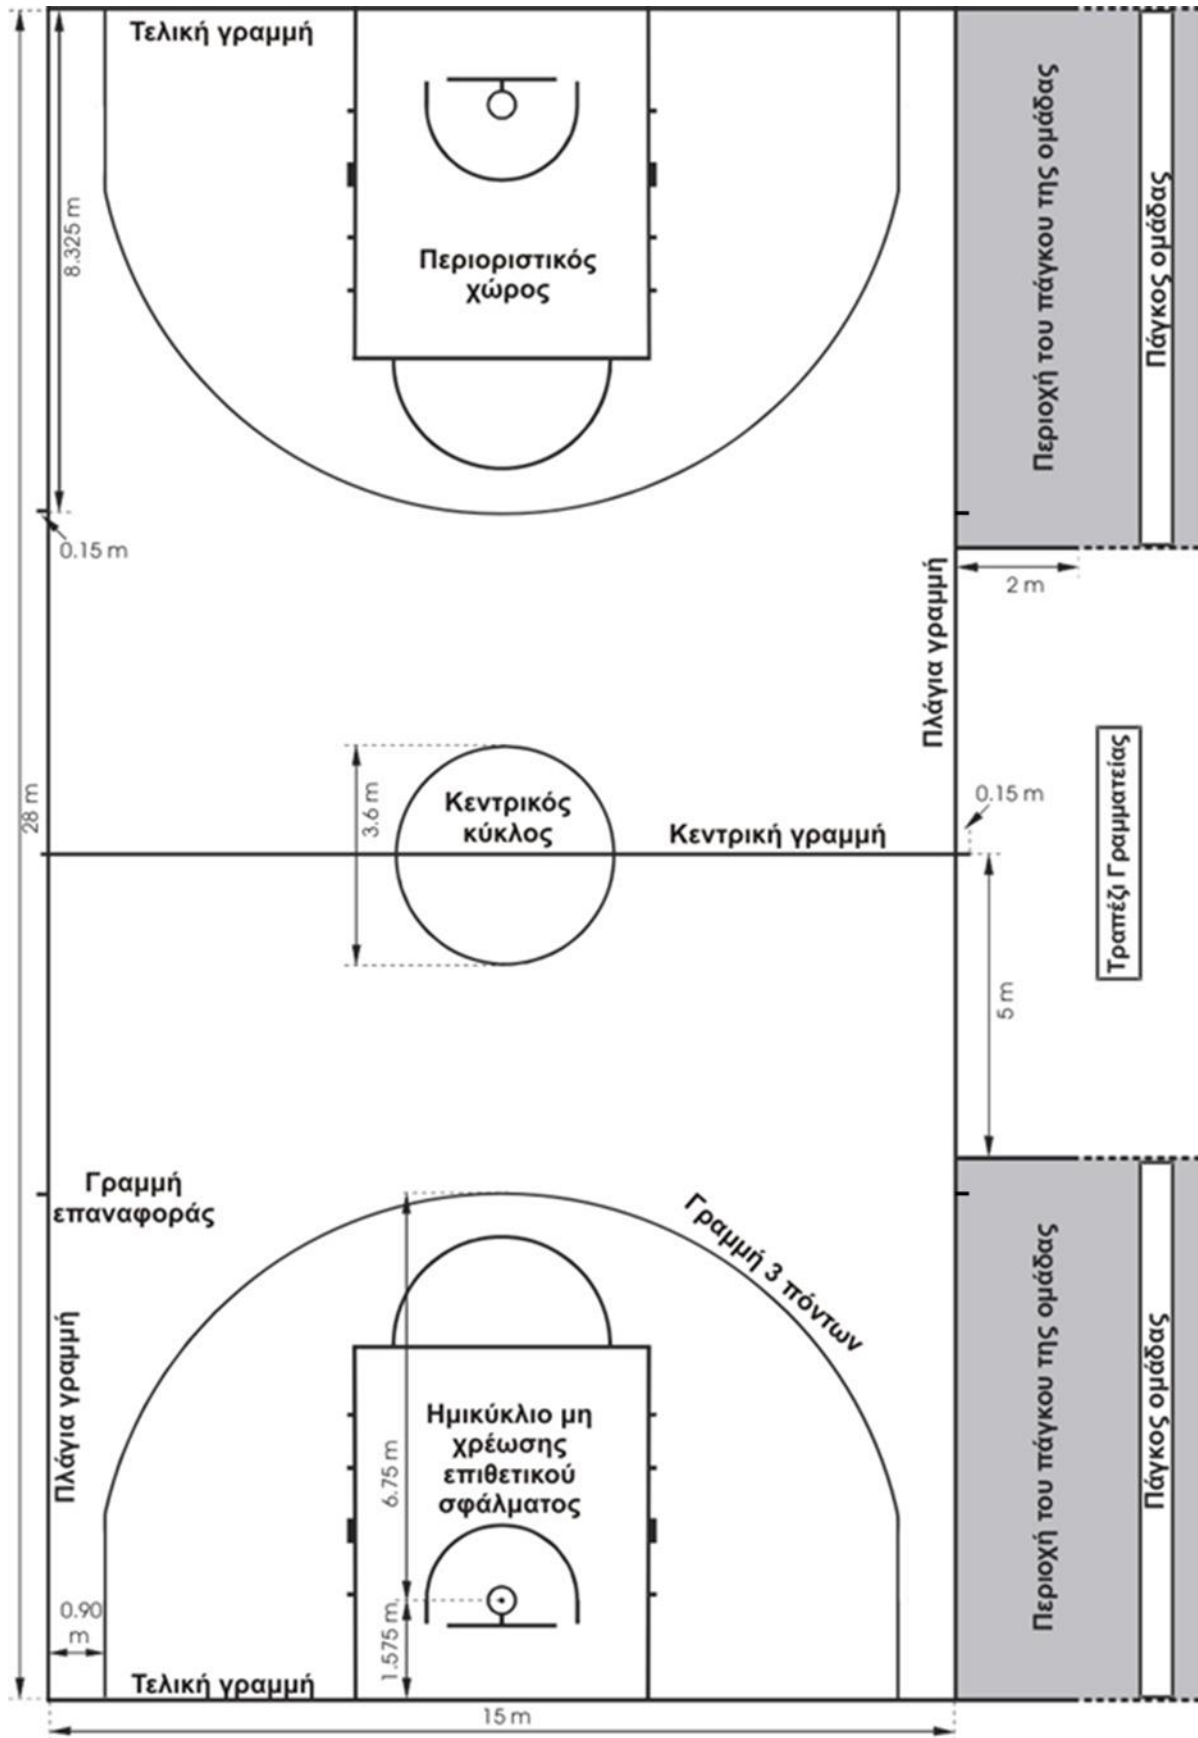 Τελική γραμμή
8.325 m
Περιοριστικός
χώρος
Περιοχή του πάγκου της ομάδας
Πάγκος ομάδας
0.15 m
2 m
Πλάγια γραμμή
28 m
3.6 m
Κεντρικός
κύκλος
Κεντρική γραμμή
0.15 m
Τραπέζι Γραμματείας
5 m
Γραμμή
επαναφοράς
Γραμμή 3 πόντων
Πλάγια γραμμή
Ημικύκλιο μη
χρέωσης
επιθετικού
σφάλματος
6.75 m
Περιοχή του πάγκου της ομάδας
Πάγκος ομάδας
0.90
m
1.575 m
Τελική γραμμή
15 m